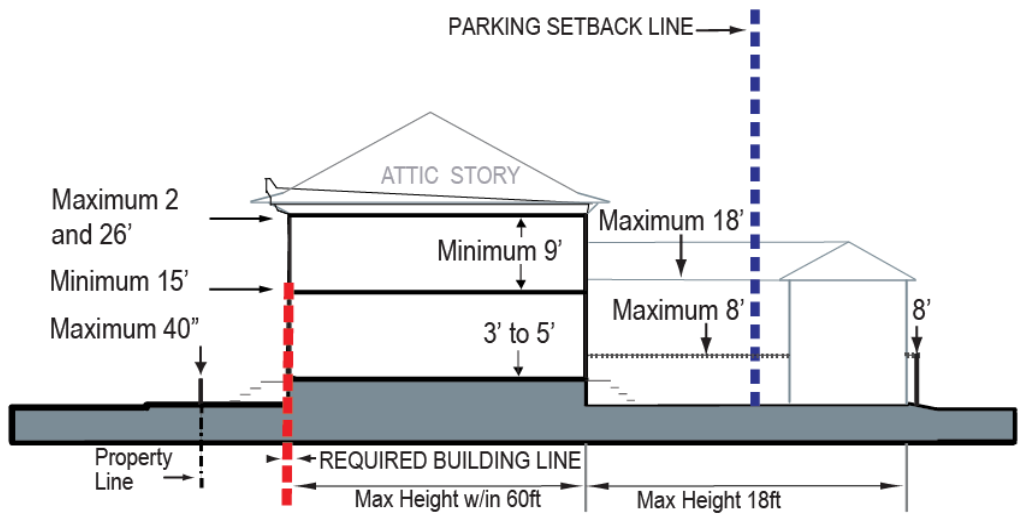 PARKING SETBACK LINE
ATTIC STORY
Maximum 2
and 26’
Maximum 18’
Minimum 9’
Minimum 15’
Maximum 8’
8’
Maximum 40”
3’ to 5’
Property
Line
REQUIRED BUILDING LINE
Max Height w/in 60ft
Max Height 18ft